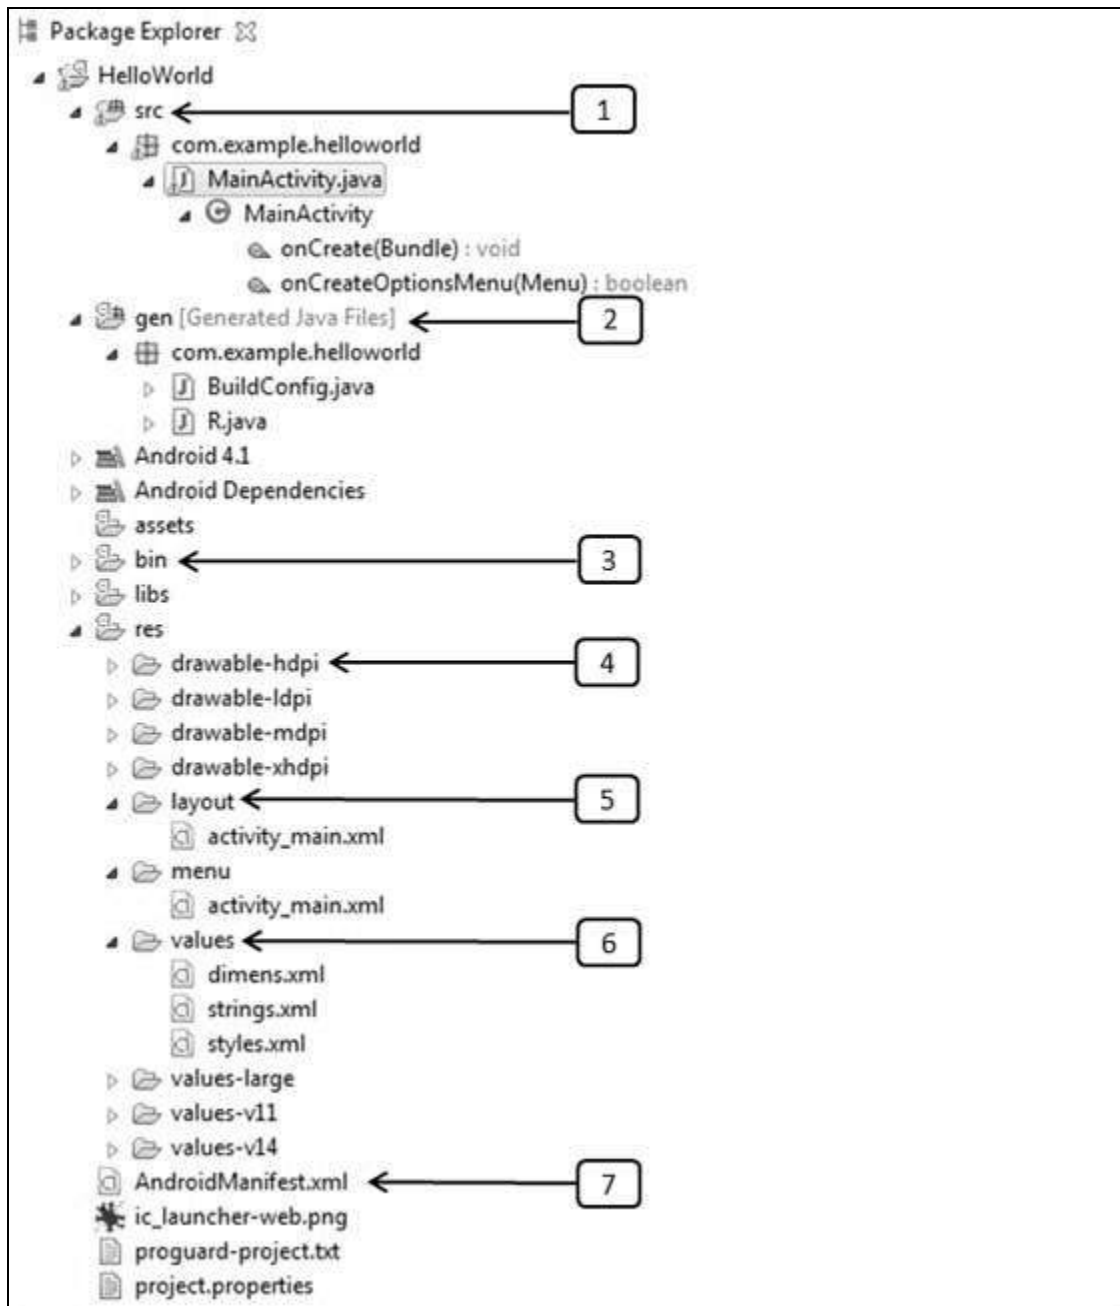 Package Explorer
HelloWorld
src
1
com.example.helloworld
MainActivity.java
MainActivity
onCreate(Bundle) : void
onCreateOptionsMenu(Menu) : boolean
gen [Generated Java Files]
2
com.example.helloworld
BuildConfig.java
R.java
Android 4.1
Android Dependencies
assets
bin
3
libs
res
drawable-hdpi
4
drawable-ldpi
drawable-mdpi
drawable-xhdpi
layout
5
activity_main.xml
menu
activity_main.xml
values
6
dimens.xml
strings.xml
styles.xml
values-large
values-v11
values-v14
AndroidManifest.xml
7
ic_launcher-web.png
proguard-project.txt
project.properties